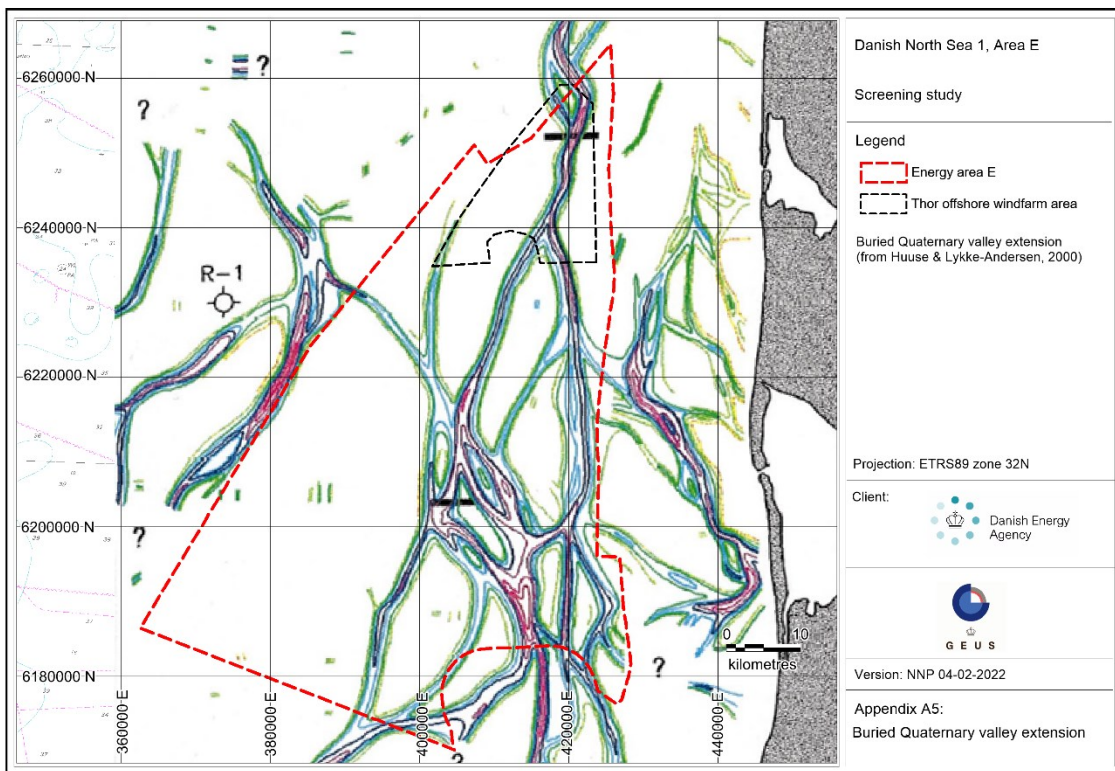 6260000 N
6240000 N
6220000 N
6200000 N
6180000 N
360000 E
380000 E
400000 E
420000 E
440000 E
?
?
R-1
?
?
?
0 10
kilometres
Danish North Sea 1, Area E
Screening study
Legend
Energy area E
Thor offshore windfarm area
Buried Quaternary valley extension
(from Huuse & Lykke-Andersen, 2000)
Projection: ETRS89 zone 32N
Client:
Danish Energy
Agency
G E U S
Version: NNP 04-02-2022
Appendix A5:
Buried Quaternary valley extension